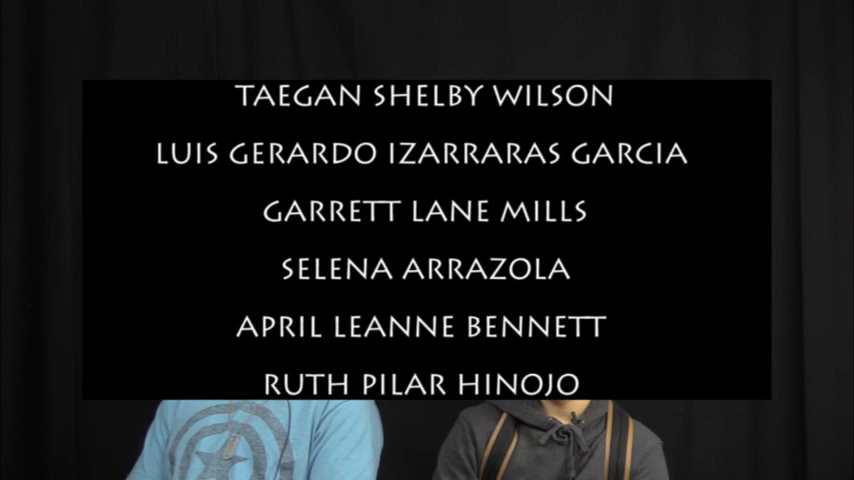 TAEGAN SHELBY WILSON
LUIS GERARDO IZARRARAS GARCIA
GARRETT LANE MILLS
SELENA ARRAZOLA
APRIL LEANNE BENNETT
RUTH PILAR HINOJO